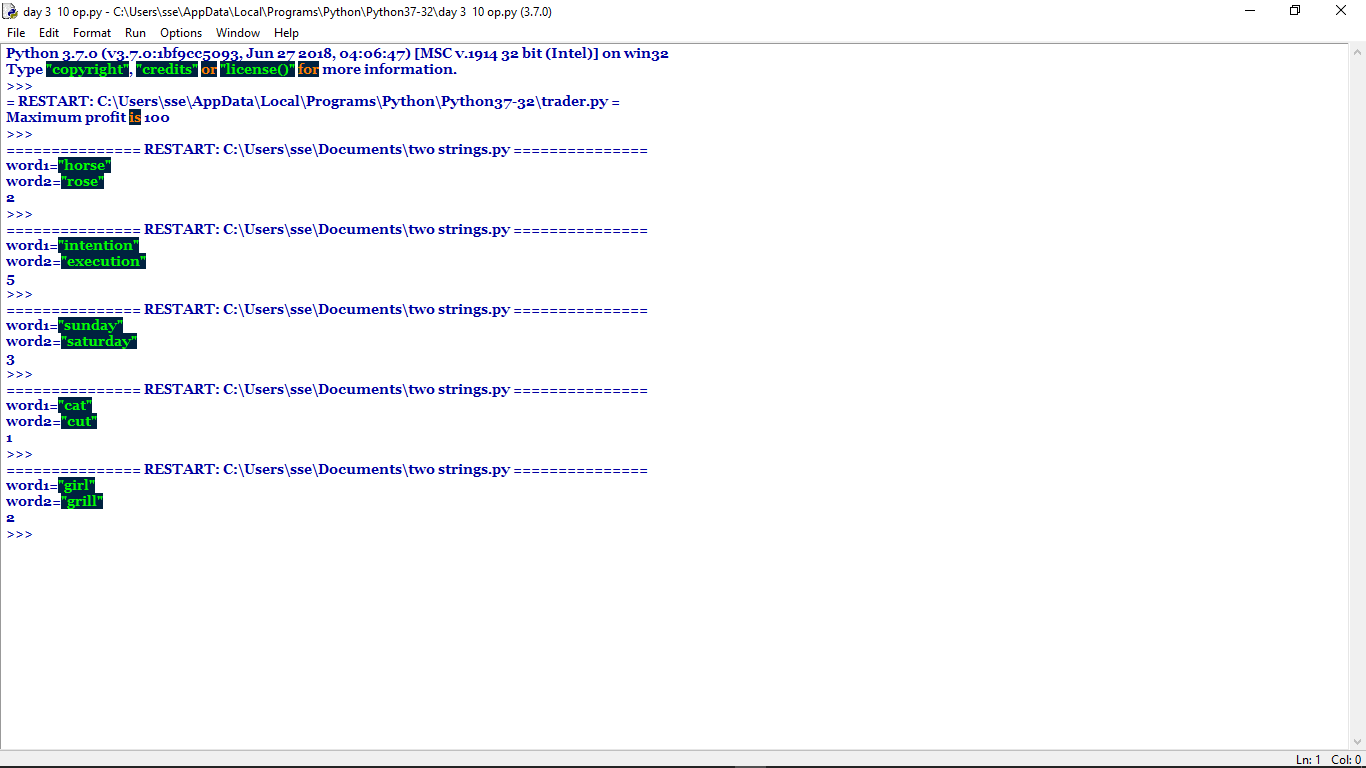 day 3  10 op.py - C:\Users\sse\AppData\Local\Programs\Python\Python37-32\day 3  10 op.py (3.7.0)
File Edit Format Run Options Window Help
Python 3.7.0 (v3.7.0:1bf9cc5093, Jun 27 2018, 04:06:47) [MSC v.1914 32 bit (Intel)] on win32
Type "copyright", "credits" or "license()" for more information.
>>>
= RESTART: C:\Users\sse\AppData\Local\Programs\Python\Python37-32\trader.py =
Maximum profit is 100
>>>
=============== RESTART: C:\Users\sse\Documents\two strings.py ===============
word1="horse"
word2="rose"
2
>>>
=============== RESTART: C:\Users\sse\Documents\two strings.py ===============
word1="intention"
word2="execution"
5
>>>
=============== RESTART: C:\Users\sse\Documents\two strings.py ===============
word1="sunday"
word2="saturday"
3
>>>
=============== RESTART: C:\Users\sse\Documents\two strings.py ===============
word1="cat"
word2="cut"
1
>>>
=============== RESTART: C:\Users\sse\Documents\two strings.py ===============
word1="girl"
word2="grill"
2
>>>
Ln: 1 Col: 0